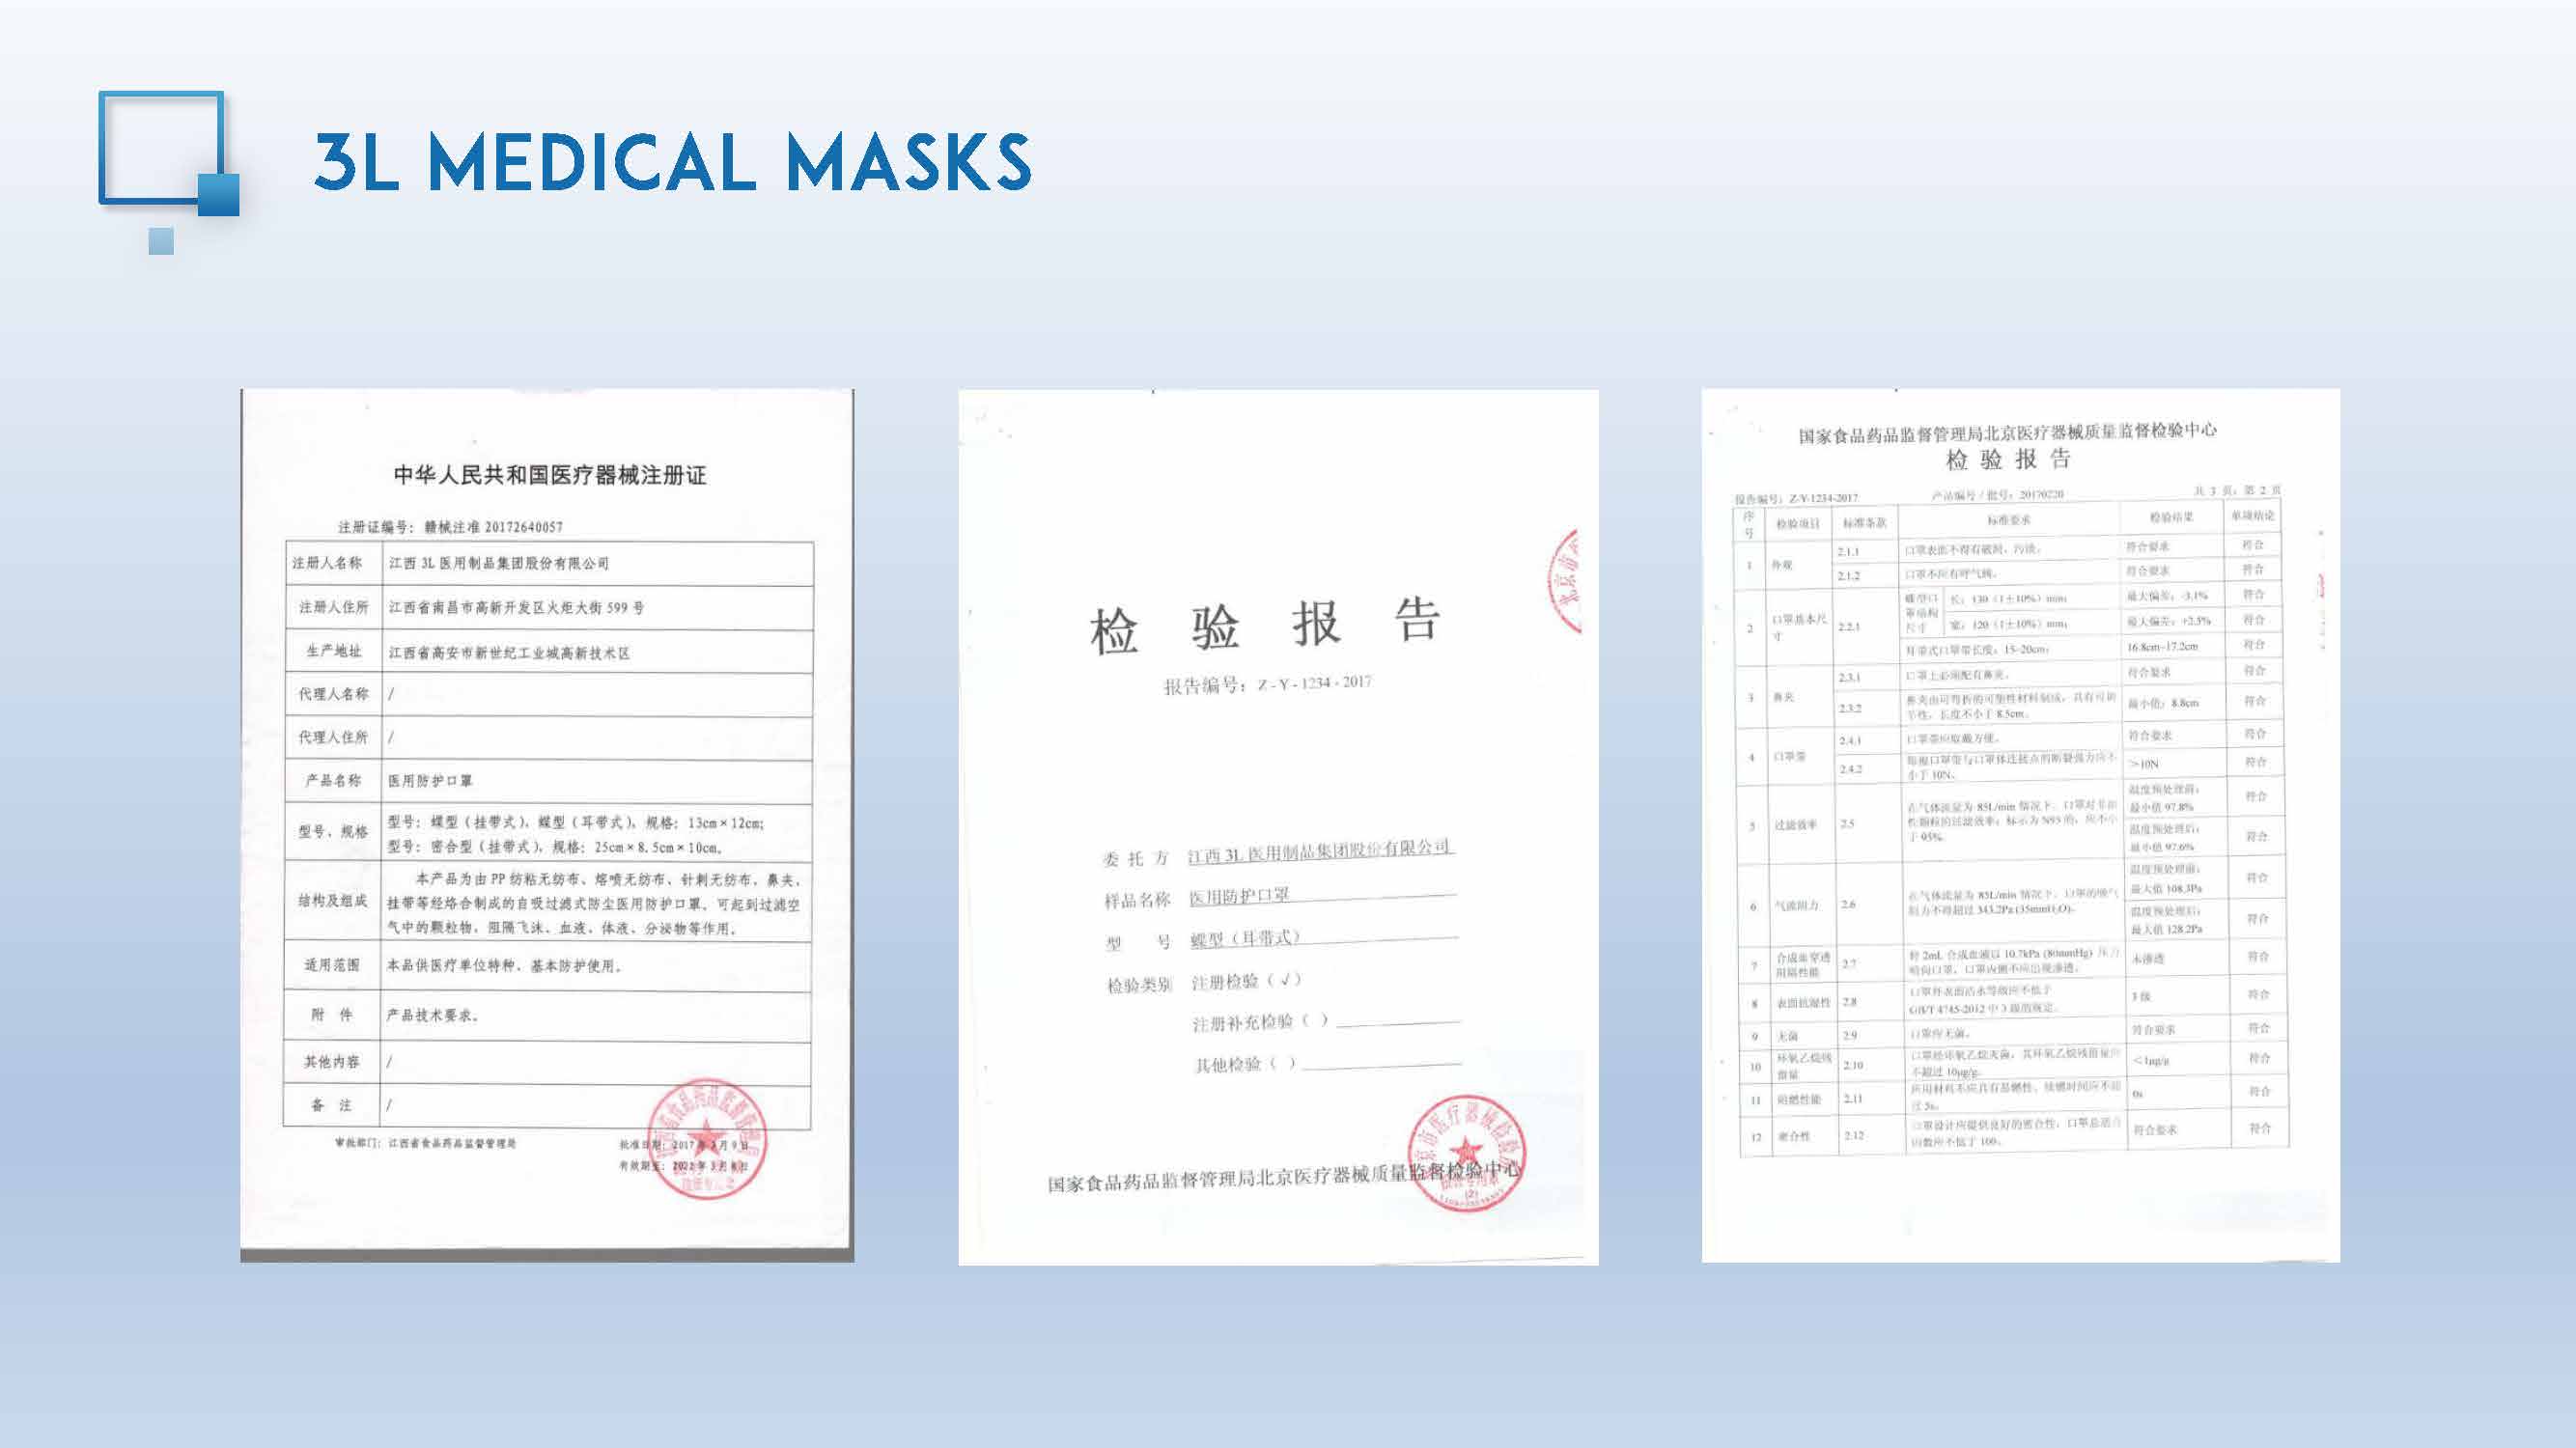 3L MEDICAL MASKS
中华人民共和国医疗器械注册证
注册证编号: 赣械注准 20172640057
注册人名称 江西 3L 医用制品集团股份有限公司
注册人住所 江西省南昌市高新开发区火炬大街 599 号
生产地址 江西省高安市新世纪工业城高新技术区
代理人名称 /
代理人住所 /
产品名称 医用防护口罩
型号、规格 型号: 蝶型(挂带式)、蝶型(耳带式), 规格: 13cm×12cm;
型号: 密合型(挂带式), 规格: 25cm×8.5cm×10cm。
结构及组成 本产品为由 PP 纺粘无纺布、熔喷无纺布、针刺无纺布、鼻夹、
挂带等经烙合制成的自吸过滤式防尘医用防护口罩, 可起到过滤空
气中的颗粒物, 阻隔飞沫、血液、体液、分泌物等作用。
适用范围 本品供医疗单位特种、基本防护使用。
附 件 产品技术要求。
其他内容 /
备 注 /
审批部门: 江西省食品药品监督管理局
批准日期: 2017 年 3 月 9 日
有效期至: 2022 年 3 月 8 日
检 验 报 告
报告编号: Z-Y-1234-2017
委 托 方 江西 3L 医用制品集团股份有限公司
样品名称 医用防护口罩
型 号 蝶型(耳带式)
检验类别 注册检验(√)
注册补充检验( )
其他检验( )
国家食品药品监督管理局北京医疗器械质量监督检验中心
国家食品药品监督管理局北京医疗器械质量监督检验中心
检 验 报 告
报告编号: Z-Y-1234-2017 产品编号/批号: 20170220 共 3 页, 第 2 页
序号 检验项目 标准条款 标准要求 检验结果 单项结论
1 外观 2.1.1 口罩表面不得有破洞、污渍。 符合要求 符合
2.1.2 口罩不应有呼气阀。 符合要求 符合
2 口罩基本尺寸 2.2.1 蝶型口罩结构尺寸 长: 130(1±10%)mm; 最大偏差: -3.1% 符合
宽: 120(1±10%)mm; 最大偏差: +2.5% 符合
耳带式口罩带长度: 15-20cm; 16.8cm-17.2cm 符合
3 鼻夹 2.3.1 口罩上必须配有鼻夹。 符合要求 符合
2.3.2 鼻夹由可弯折的可塑性材料制成, 具有可调
节性, 长度不小于 8.5cm。 最小值: 8.8cm 符合
4 口罩带 2.4.1 口罩带应取戴方便。 符合要求 符合
2.4.2 每根口罩带与口罩体连接点的断裂强力应不
小于 10N。 >10N 符合
5 过滤效率 2.5 在气体流量为 85L/min 情况下, 口罩对非油
性颗粒的过滤效率: 标示为 N95 的, 应不小
于 95%。 温度预处理前: 最小值 97.8% 符合
温度预处理后: 最小值 97.6% 符合
6 气流阻力 2.6 在气体流量为 85L/min 情况下, 口罩的吸气
阻力不得超过 343.2Pa(35mmH₂O)。 温度预处理前: 最大值 108.3Pa 符合
温度预处理后: 最大值 128.2Pa 符合
7 合成血穿透阻隔性能 2.7 将 2mL 合成血液以 10.7kPa (80mmHg) 压力
喷向口罩, 口罩内侧不应出现渗透。 未渗透 符合
8 表面抗湿性 2.8 口罩外表面沾水等级应不低于
GB/T 4745-2012 中 3 级的规定。 3 级 符合
9 无菌 2.9 口罩应无菌。 符合要求 符合
10 环氧乙烷残留量 2.10 口罩经环氧乙烷灭菌, 其环氧乙烷残留量应
不超过 10μg/g。 <1μg/g 符合
11 阻燃性能 2.11 所用材料不应具有易燃性, 续燃时间应不超
过 5s。 0s 符合
12 密合性 2.12 口罩设计应提供良好的密合性, 口罩总适合
因数应不低于 100。 符合要求 符合